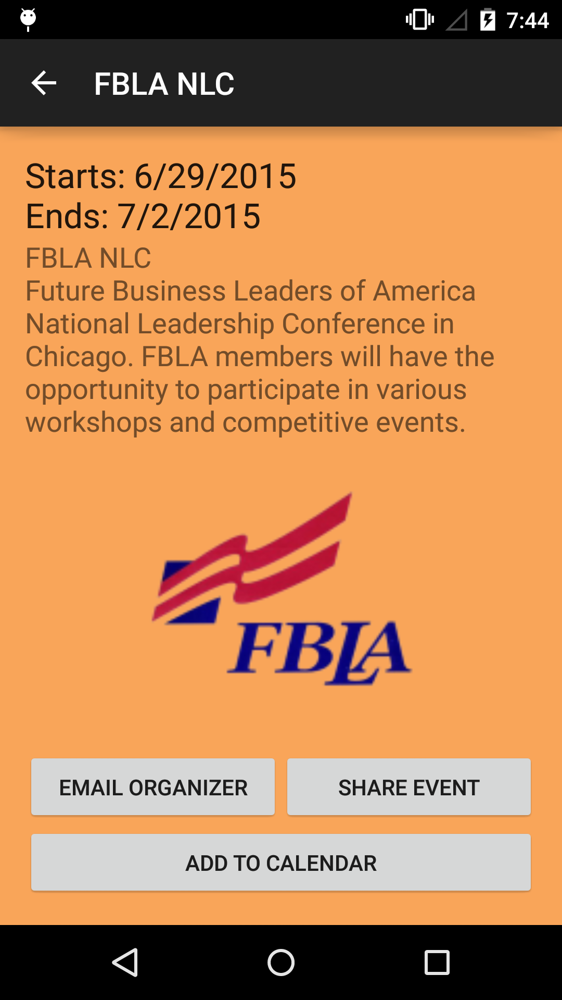 7:44
FBLA NLC
Starts: 6/29/2015
Ends: 7/2/2015
FBLA NLC
Future Business Leaders of America
National Leadership Conference in
Chicago. FBLA members will have the
opportunity to participate in various
workshops and competitive events.
FBLA
EMAIL ORGANIZER
SHARE EVENT
ADD TO CALENDAR